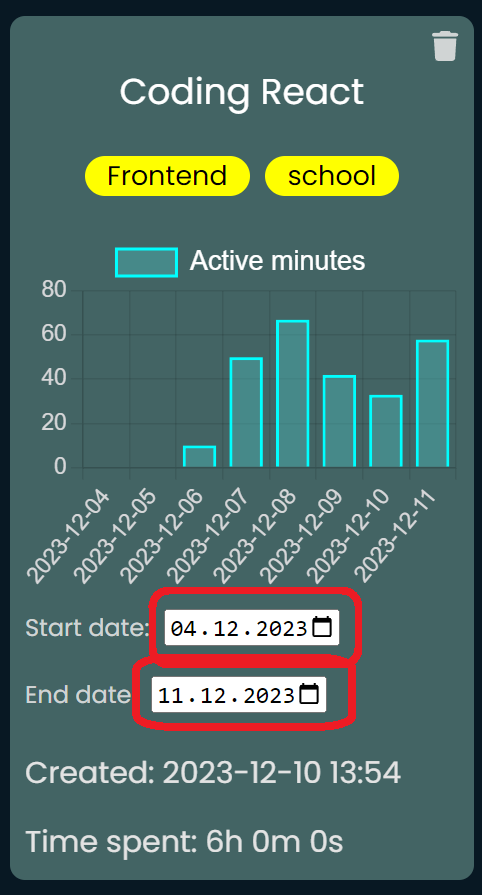 Coding React
Frontend school
Active minutes
80
60
40
20
0
2023-12-04 2023-12-05 2023-12-06 2023-12-07 2023-12-08 2023-12-09 2023-12-10 2023-12-11
Start date: 04.12.2023
End date 11.12.2023
Created: 2023-12-10 13:54
Time spent: 6h 0m 0s